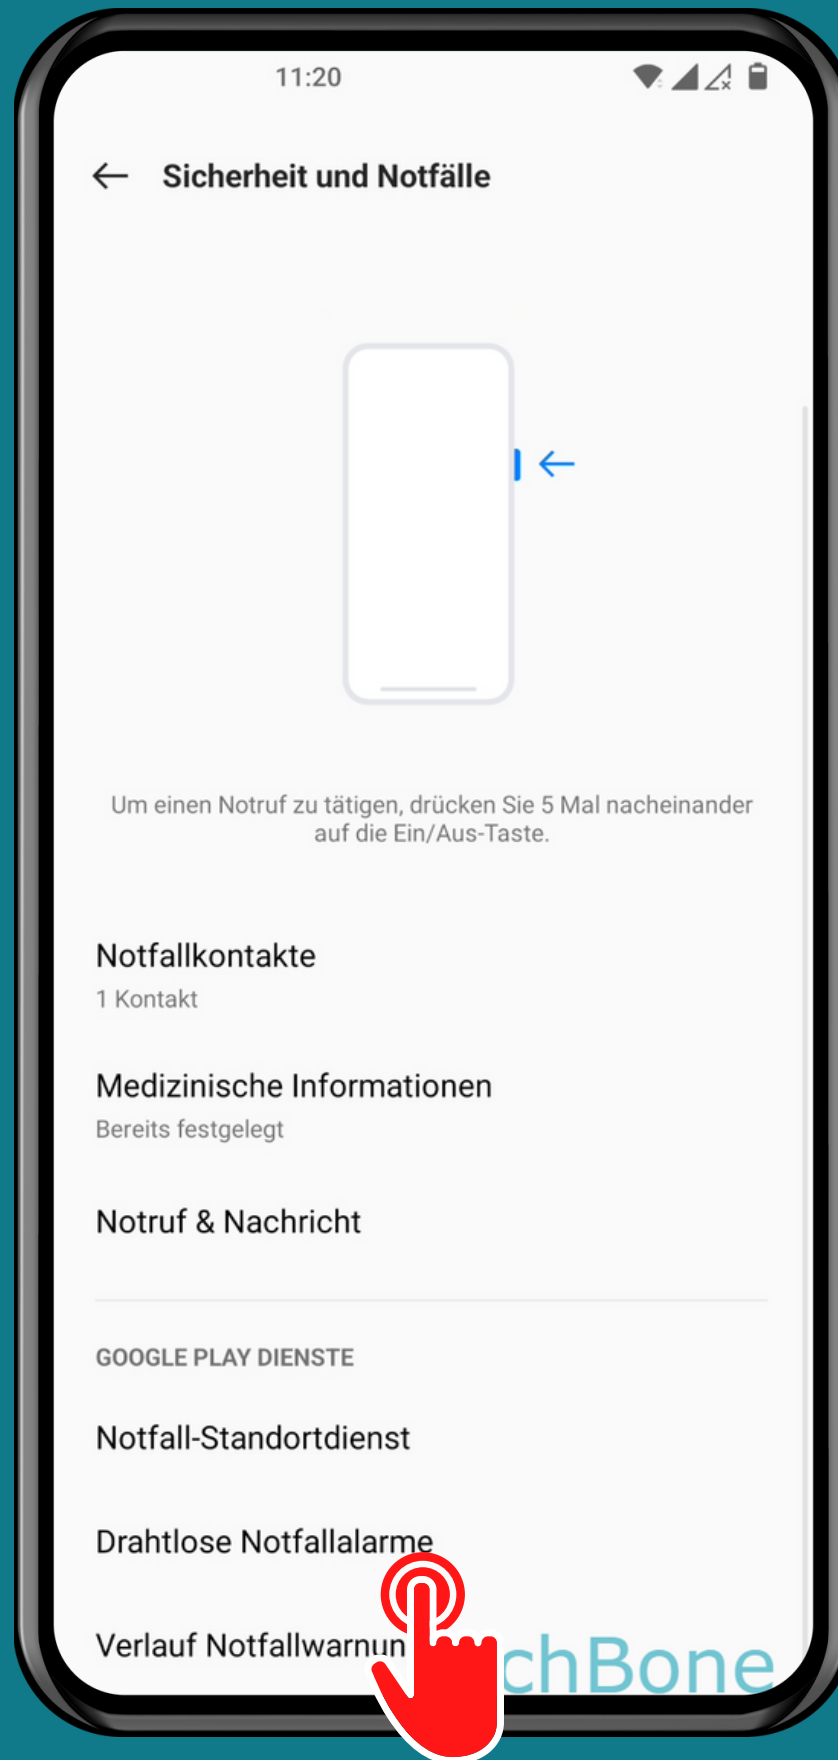 11:20
Sicherheit und Notfälle
Um einen Notruf zu tätigen, drücken Sie 5 Mal nacheinander
auf die Ein/Aus-Taste.
Notfallkontakte
1 Kontakt
Medizinische Informationen
Bereits festgelegt
Notruf & Nachricht
GOOGLE PLAY DIENSTE
Notfall-Standortdienst
Drahtlose Notfallalarme
Verlauf